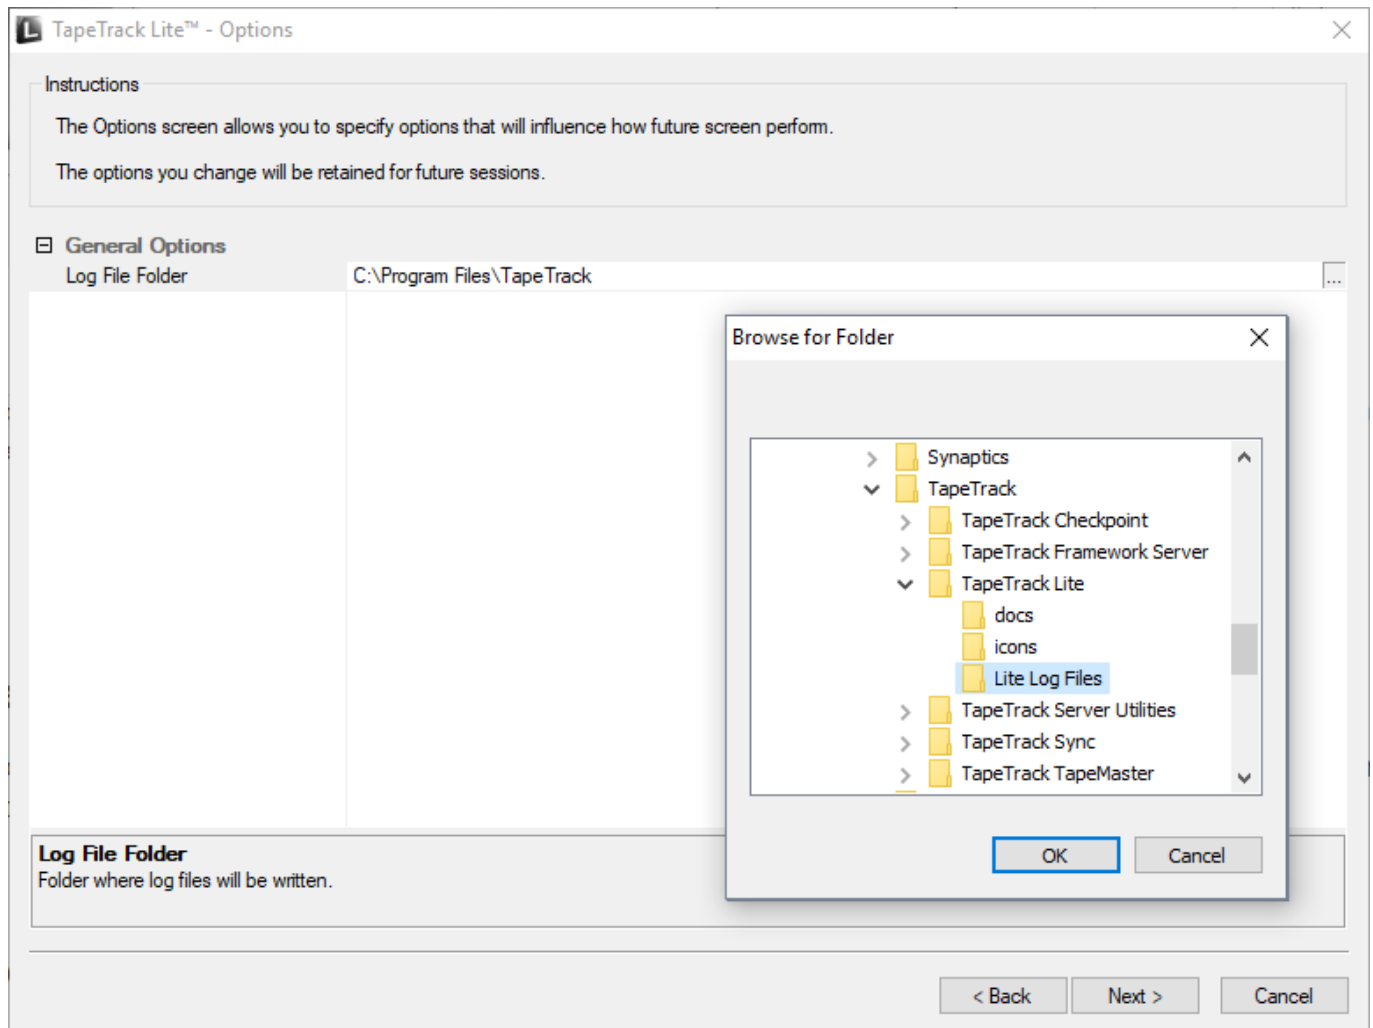 TapeTrack Lite™ - Options
Instructions
The Options screen allows you to specify options that will influence how future screen perform.
The options you change will be retained for future sessions.
General Options
Log File Folder C:\Program Files\TapeTrack ...
Browse for Folder
Synaptics
TapeTrack
TapeTrack Checkpoint
TapeTrack Framework Server
TapeTrack Lite
docs
icons
Lite Log Files
TapeTrack Server Utilities
TapeTrack Sync
TapeTrack TapeMaster
OK Cancel
Log File Folder
Folder where log files will be written.
< Back Next > Cancel